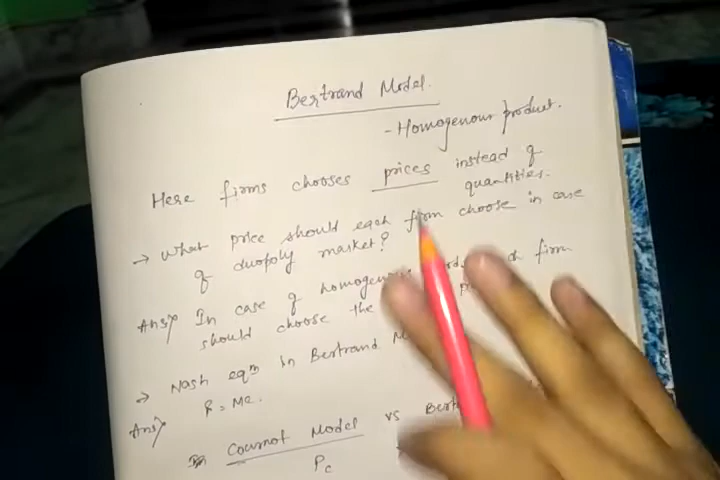 Bertrand Model.
- Homogenous product.
Here firms chooses prices instead of
quantities.
→ What price should each firm choose in case
of duopoly market?
Ans) In case of homogenous firm
should choose the
→ Nash eqm in Bertrand
Ans) P = MC.
Cournot Model vs
Pc